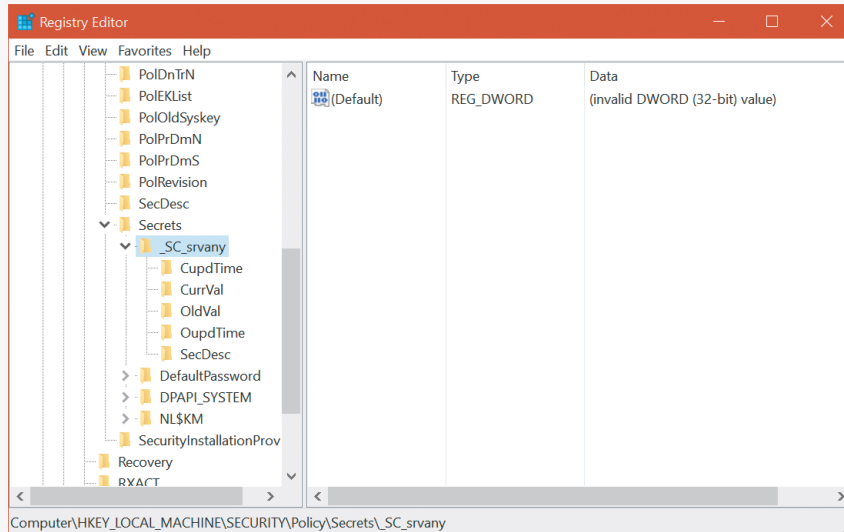 Registry Editor
File Edit View Favorites Help
PolDnTrN
PolEKList
PolOldSyskey
PolPrDmN
PolPrDmS
PolRevision
SecDesc
Secrets
_SC_srvany
CupdTime
CurrVal
OldVal
OupdTime
SecDesc
DefaultPassword
DPAPI_SYSTEM
NL$KM
SecurityInstallationProv
Recovery
RXACT
Name Type Data
(Default) REG_DWORD (invalid DWORD (32-bit) value)
Computer\HKEY_LOCAL_MACHINE\SECURITY\Policy\Secrets\_SC_srvany